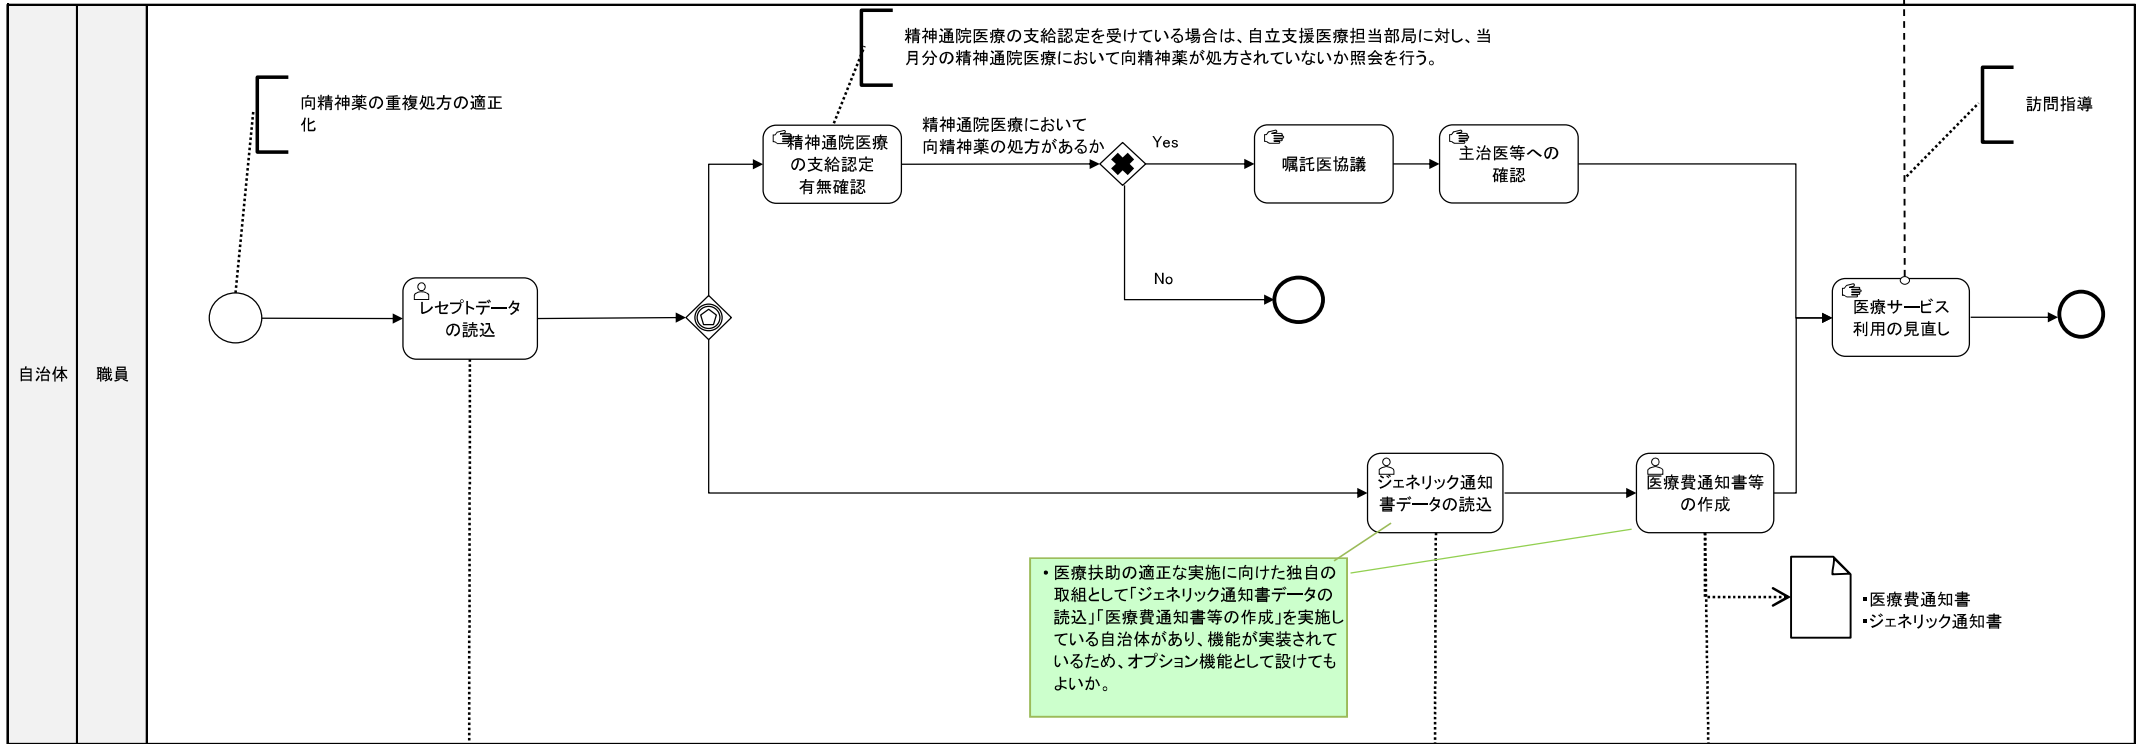 自治体
職員
向精神薬の重複処方の適正
化
精神通院医療の支給認定を受けている場合は、自立支援医療担当部局に対し、当
月分の精神通院医療において向精神薬が処方されていないか照会を行う。
訪問指導
精神通院医療
の支給認定
有無確認
精神通院医療において
向精神薬の処方があるか
Yes
No
嘱託医協議
主治医等への
確認
レセプトデータ
の読込
医療サービス
利用の見直し
ジェネリック通知
書データの読込
医療費通知書等
の作成
・医療扶助の適正な実施に向けた独自の
取組として「ジェネリック通知書データの
読込」「医療費通知書等の作成」を実施し
ている自治体があり、機能が実装されて
いるため、オプション機能として設けても
よいか。
▪医療費通知書
▪ジェネリック通知書